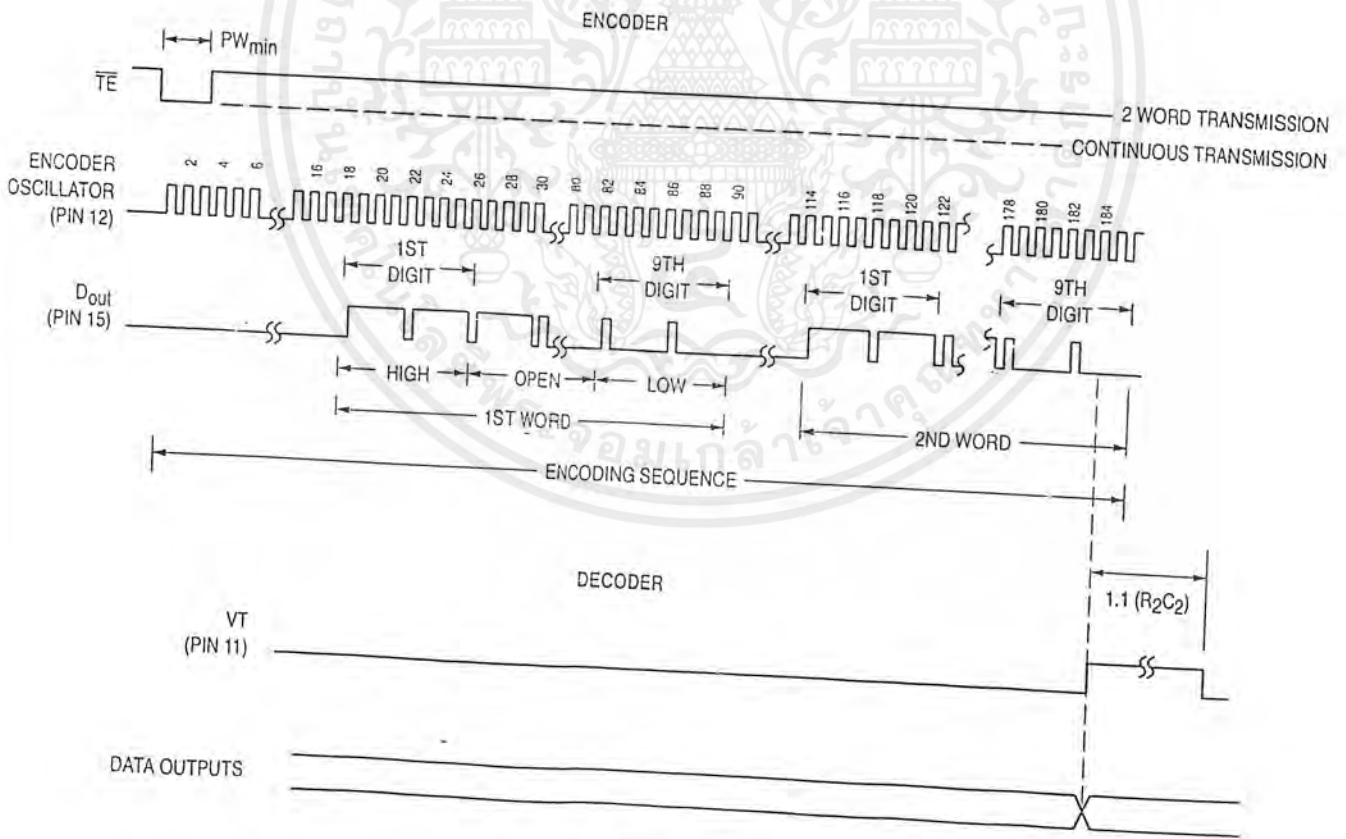 ENCODER
PWmin
TE
2 WORD TRANSMISSION
CONTINUOUS TRANSMISSION
ENCODER
OSCILLATOR
(PIN 12)
2 4 6 16 18 20 22 24 26 28 30 80 82 84 86 88 90 114 116 118 120 122 178 180 182 184
1ST
DIGIT
9TH
DIGIT
1ST
DIGIT
9TH
DIGIT
Dout
(PIN 15)
HIGH OPEN LOW
1ST WORD
2ND WORD
ENCODING SEQUENCE
DECODER
1.1 (R2C2)
VT
(PIN 11)
DATA OUTPUTS